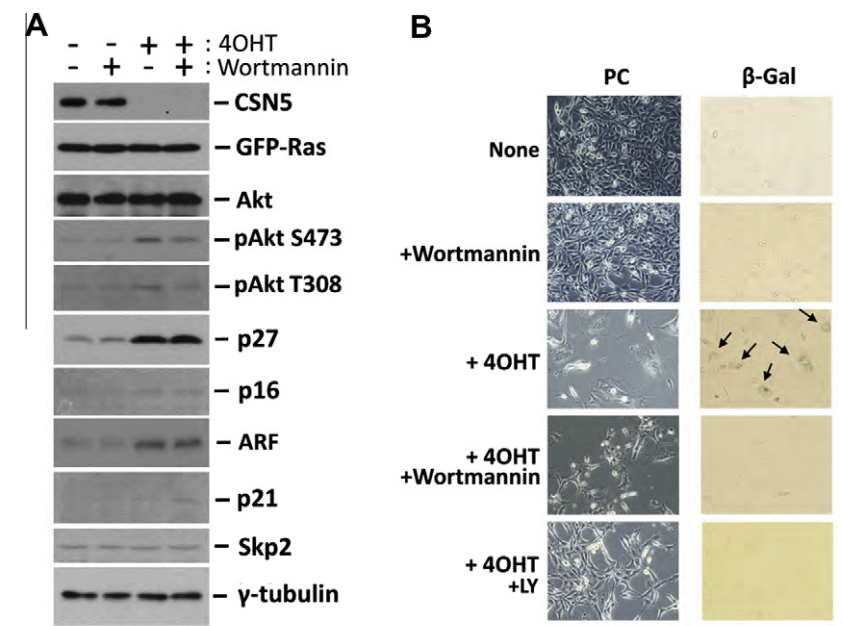 A
- - + + : 4OHT
- + - + : Wortmannin
– CSN5
– GFP-Ras
– Akt
– pAkt S473
– pAkt T308
– p27
– p16
– ARF
– p21
– Skp2
– γ-tubulin
B
PC β-Gal
None
+Wortmannin
+ 4OHT
+ 4OHT
+Wortmannin
+ 4OHT
+LY